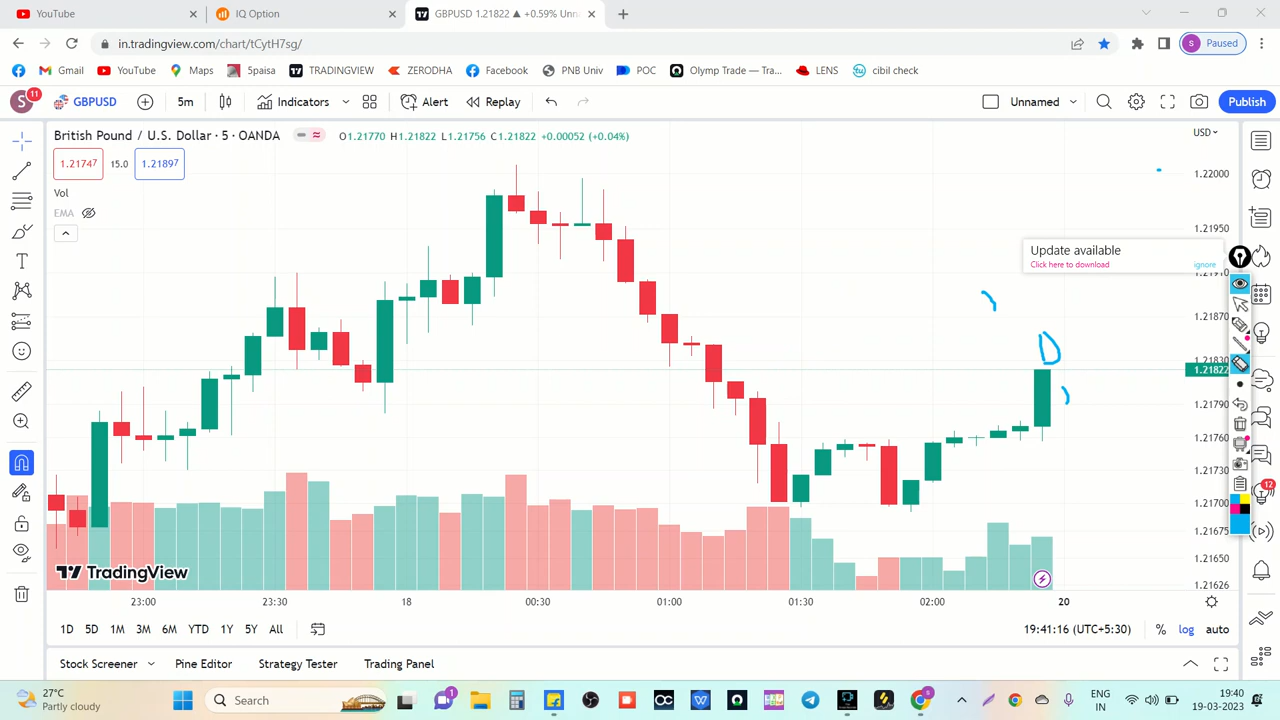 YouTube
IQ Option
GBPUSD 1.21822 ▲ +0.59% Unn
in.tradingview.com/chart/tCytH7sg/
S Paused
Gmail YouTube Maps 5paisa TRADINGVIEW ZERODHA Facebook PNB Univ POC Olymp Trade — Tra... LENS cibil check
S 11 GBPUSD 5m Indicators Alert Replay Unnamed Publish
British Pound / U.S. Dollar · 5 · OANDA O1.21770 H1.21822 L1.21756 C1.21822 +0.00052 (+0.04%)
USD
1.21747 15.0 1.21897
Vol
EMA
1.22000
1.21950
Update available
Click here to download ignore
1.21910
1.21870
1.21830
1.21822
1.21790
1.21760
1.21730
1.21700
1.21675
1.21650
1.21626
12
TradingView
23:00 23:30 18 00:30 01:00 01:30 02:00 20
1D 5D 1M 3M 6M YTD 1Y 5Y All 19:41:16 (UTC+5:30) % log auto
Stock Screener Pine Editor Strategy Tester Trading Panel
27°C
Partly cloudy
Search
1
CC
ENG
IN
19:40
19-03-2023